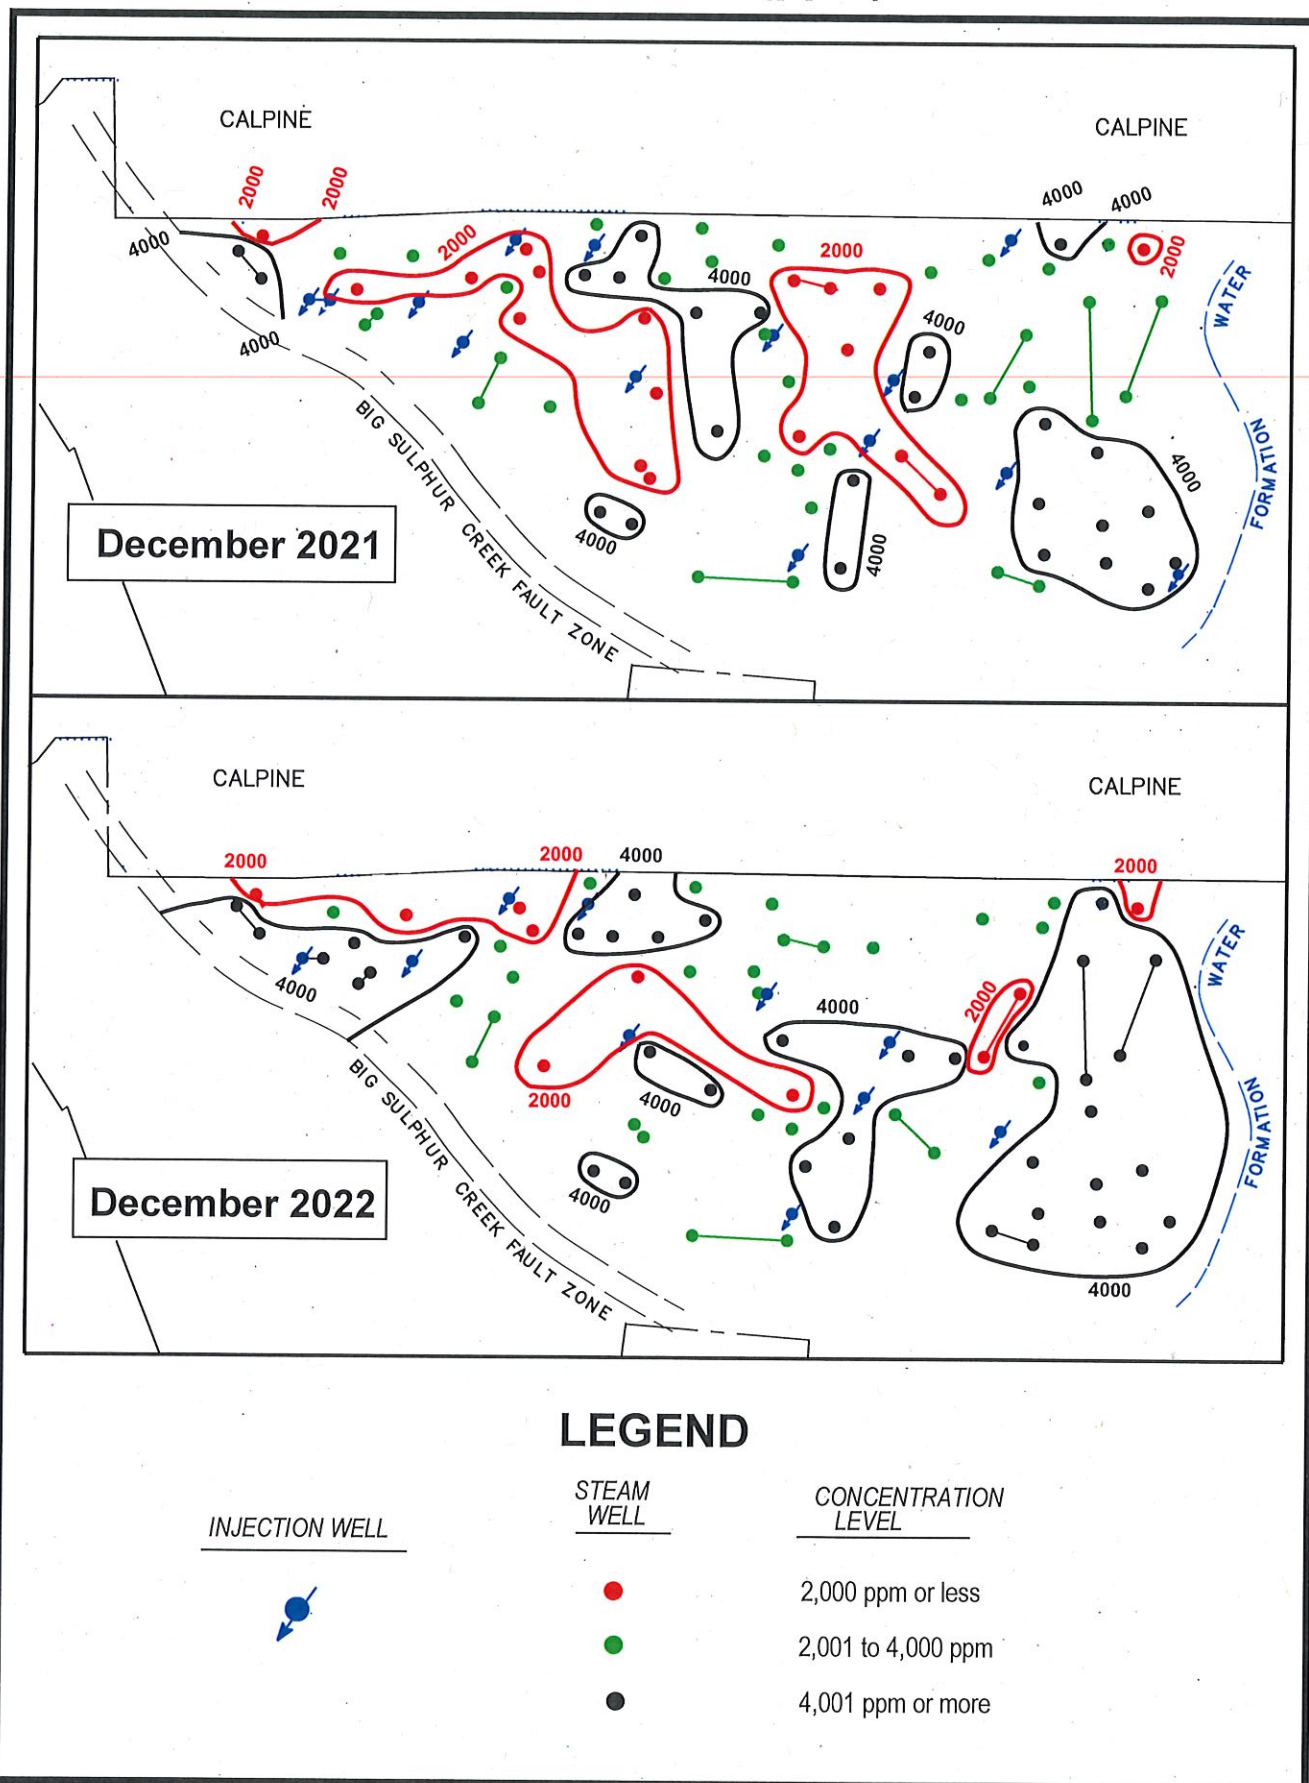 CALPINE
CALPINE
2000
2000
4000
4000
4000
2000
2000
2000
4000
4000
4000
4000
BIG SULPHUR CREEK FAULT ZONE
4000
4000
4000
WATER
FORMATION
December 2021
CALPINE
CALPINE
2000
2000
4000
2000
4000
4000
2000
2000
4000
4000
4000
BIG SULPHUR CREEK FAULT ZONE
WATER
FORMATION
December 2022
LEGEND
INJECTION WELL
STEAM
WELL
CONCENTRATION
LEVEL
2,000 ppm or less
2,001 to 4,000 ppm
4,001 ppm or more